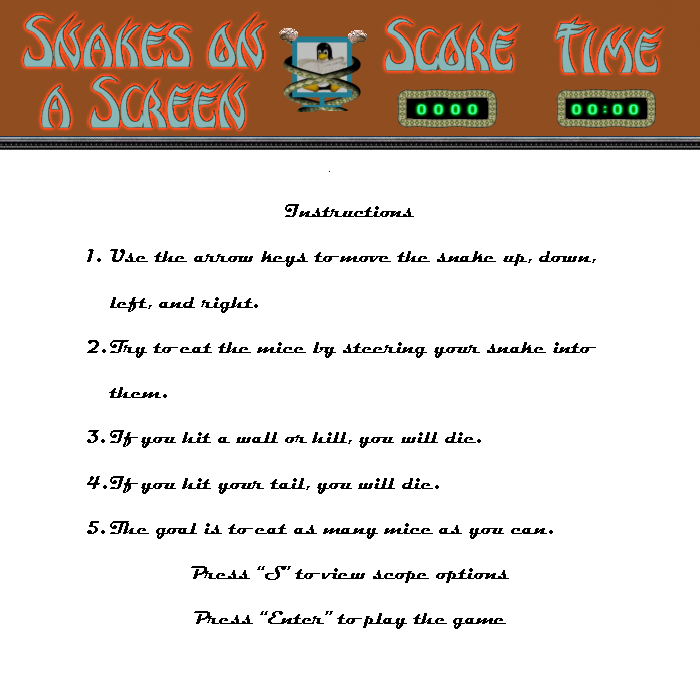 SNAKES ON
A SCREEN
SCORE
TIME
0000
00:00
Instructions
1. Use the arrow keys to move the snake up, down,
left, and right.
2. Try to eat the mice by steering your snake into
them.
3. If you hit a wall or hill, you will die.
4. If you hit your tail, you will die.
5. The goal is to eat as many mice as you can.
Press "S" to view scope options
Press "Enter" to play the game